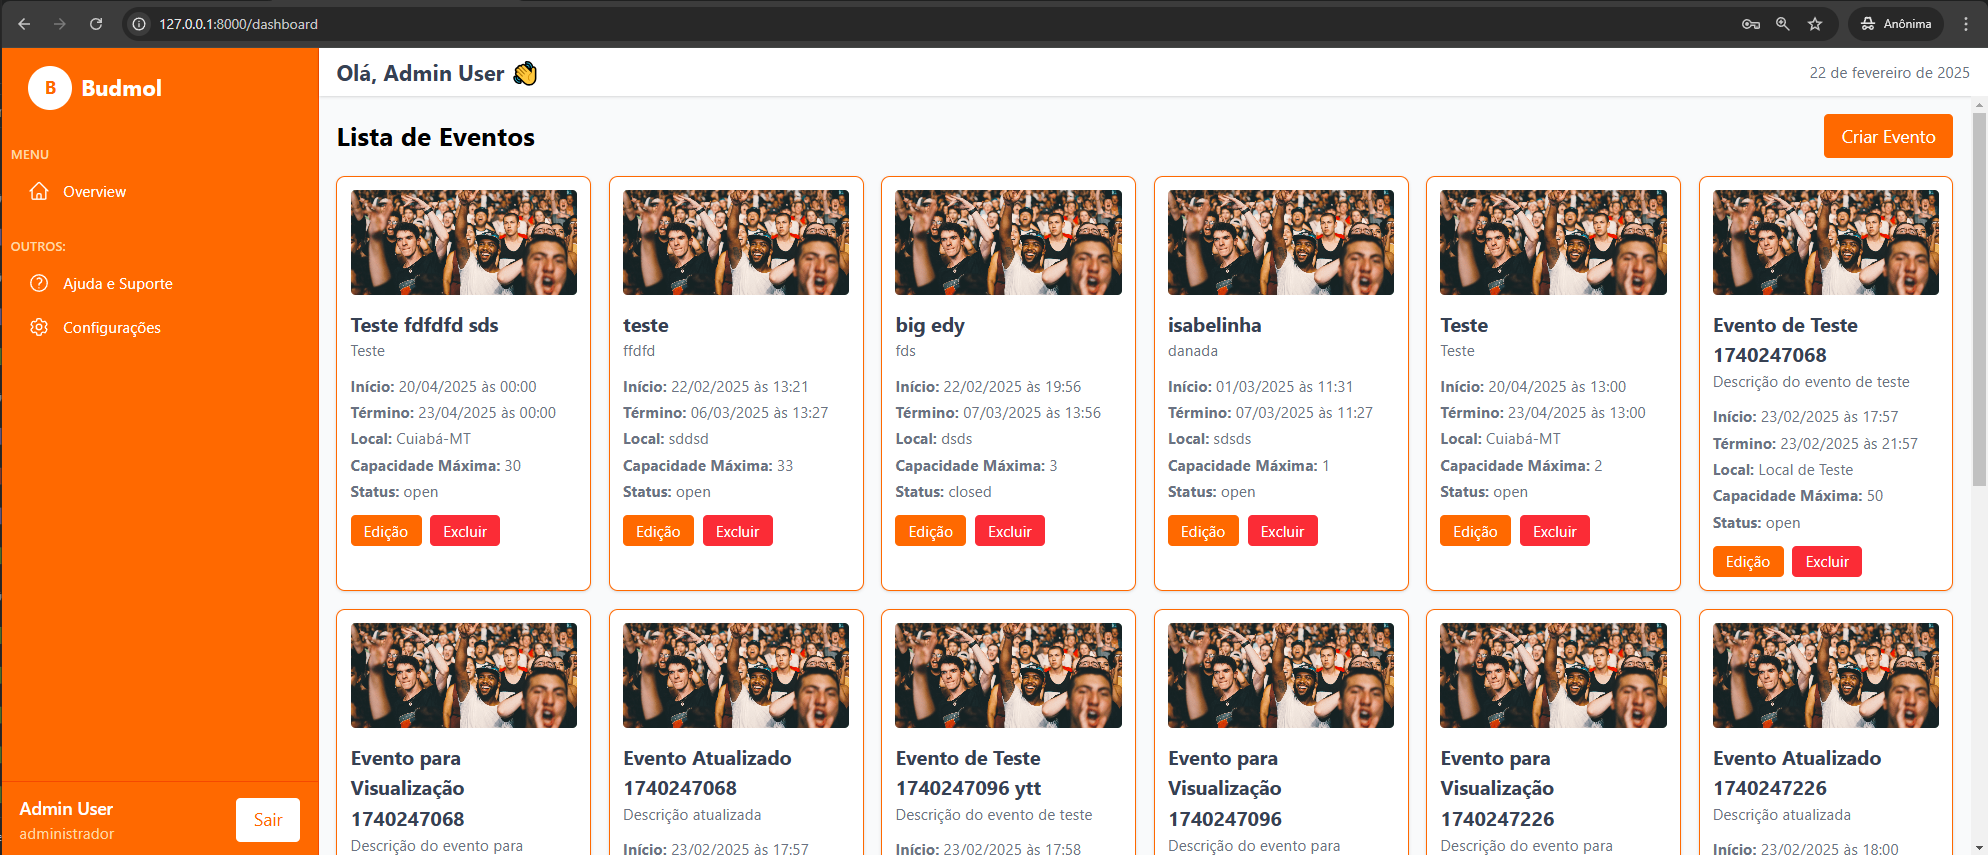 127.0.0.1:8000/dashboard
Anônima
B Budmol
MENU
Overview
OUTROS:
Ajuda e Suporte
Configurações
Admin User
administrador
Sair
Olá, Admin User 👏
22 de fevereiro de 2025
Lista de Eventos
Criar Evento
Teste fdfdfd sds
Teste
Início: 20/04/2025 às 00:00
Término: 23/04/2025 às 00:00
Local: Cuiabá-MT
Capacidade Máxima: 30
Status: open
Edição Excluir
teste
ffdfd
Início: 22/02/2025 às 13:21
Término: 06/03/2025 às 13:27
Local: sddsd
Capacidade Máxima: 33
Status: open
Edição Excluir
big edy
fds
Início: 22/02/2025 às 19:56
Término: 07/03/2025 às 13:56
Local: dsds
Capacidade Máxima: 3
Status: closed
Edição Excluir
isabelinha
danada
Início: 01/03/2025 às 11:31
Término: 07/03/2025 às 11:27
Local: sdsds
Capacidade Máxima: 1
Status: open
Edição Excluir
Teste
Teste
Início: 20/04/2025 às 13:00
Término: 23/04/2025 às 13:00
Local: Cuiabá-MT
Capacidade Máxima: 2
Status: open
Edição Excluir
Evento de Teste
1740247068
Descrição do evento de teste
Início: 23/02/2025 às 17:57
Término: 23/02/2025 às 21:57
Local: Local de Teste
Capacidade Máxima: 50
Status: open
Edição Excluir
Evento para
Visualização
1740247068
Descrição do evento para
Evento Atualizado
1740247068
Descrição atualizada
Início: 23/02/2025 às 17:57
Evento de Teste
1740247096 ytt
Descrição do evento de teste
Início: 23/02/2025 às 17:58
Evento para
Visualização
1740247096
Descrição do evento para
Evento para
Visualização
1740247226
Descrição do evento para
Evento Atualizado
1740247226
Descrição atualizada
Início: 23/02/2025 às 18:00